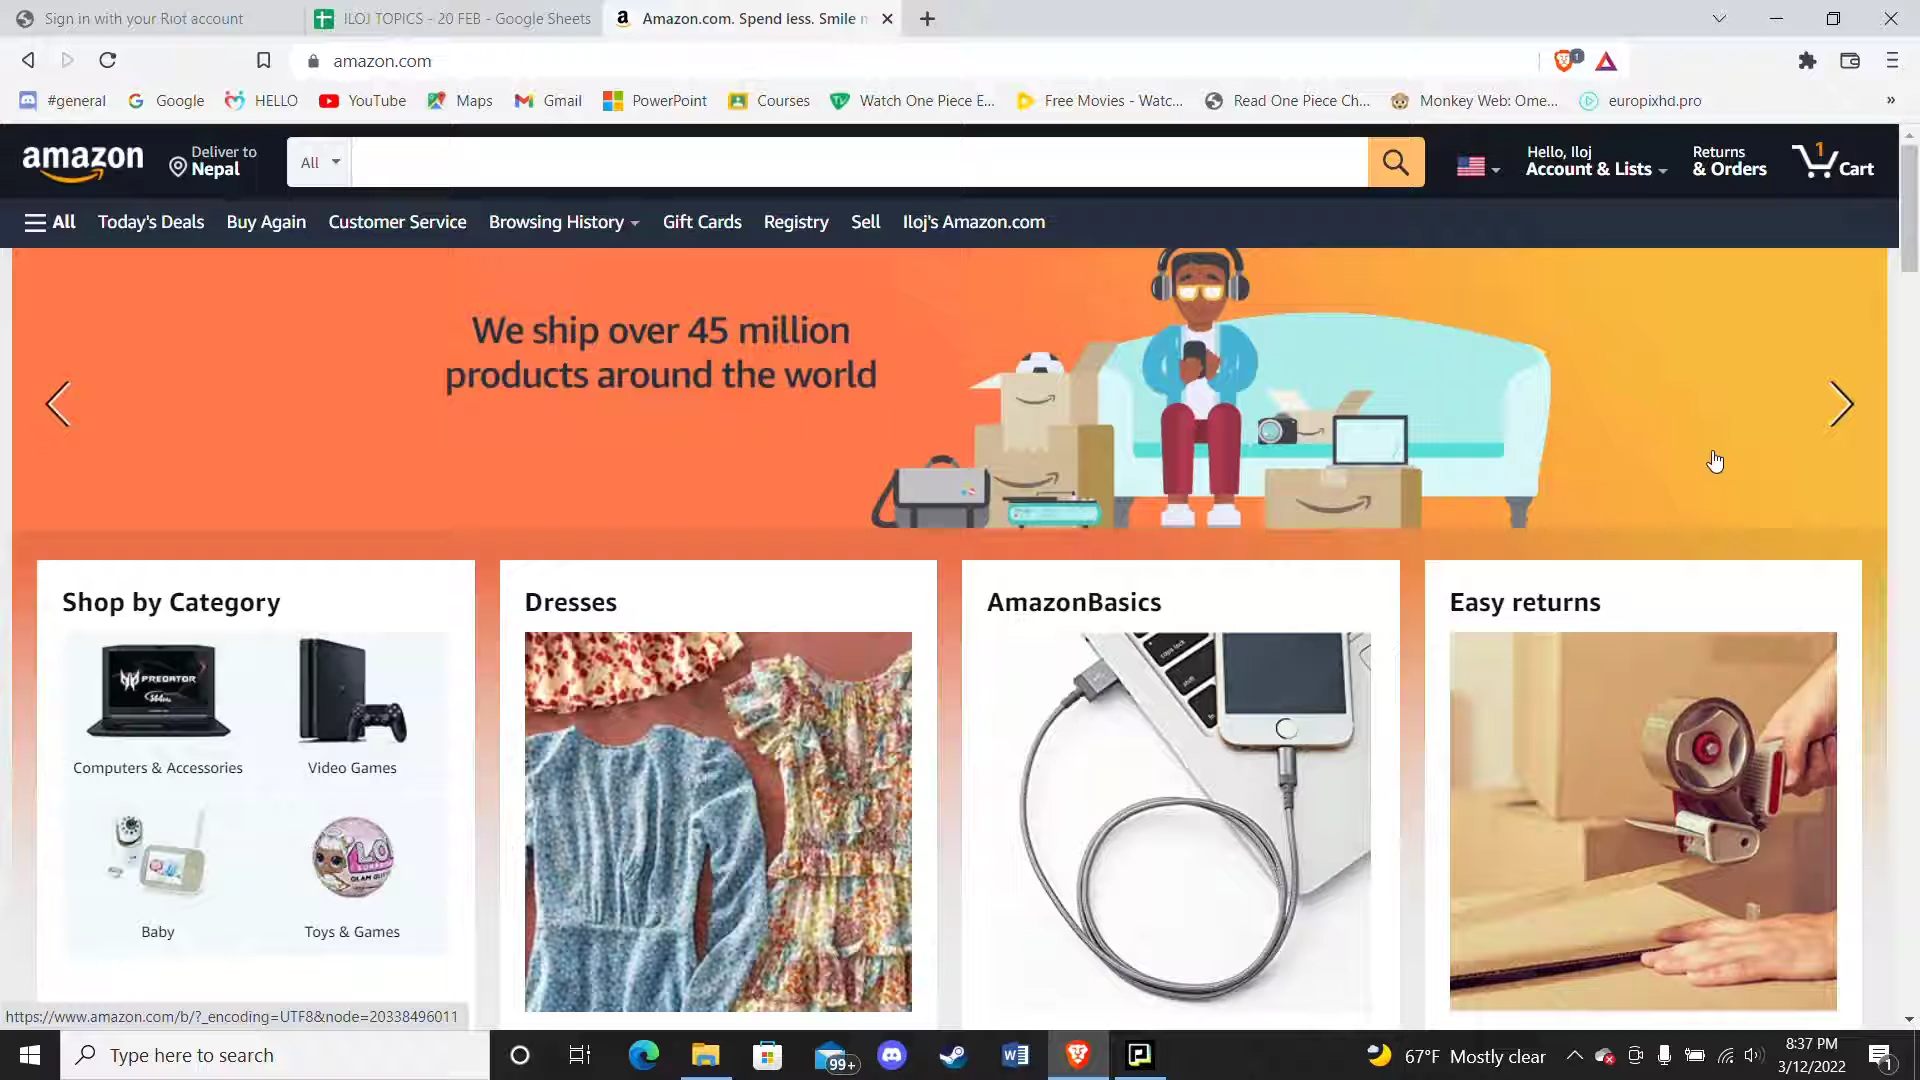 Sign in with your Riot account
ILOJ TOPICS - 20 FEB - Google Sheets
Amazon.com. Spend less. Smile m
amazon.com
1
#general
Google
HELLO
YouTube
Maps
Gmail
PowerPoint
Courses
Watch One Piece E...
Free Movies - Watc...
Read One Piece Ch...
Monkey Web: Ome...
europixhd.pro
»
amazon
Deliver to
Nepal
All
Hello, Iloj
Account & Lists
Returns
& Orders
1
Cart
All
Today's Deals
Buy Again
Customer Service
Browsing History
Gift Cards
Registry
Sell
Iloj's Amazon.com
We ship over 45 million
products around the world
Shop by Category
Dresses
AmazonBasics
Easy returns
PREDATOR
Computers & Accessories
Video Games
Baby
Toys & Games
caps lock
shift
https://www.amazon.com/b/?_encoding=UTF8&node=20338496011
Type here to search
99+
67°F Mostly clear
8:37 PM
3/12/2022
1